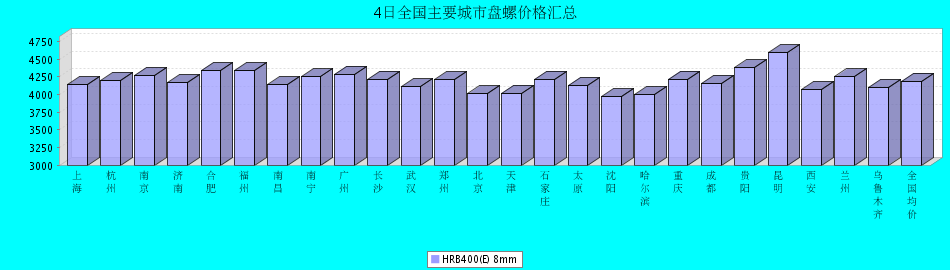 4日全国主要城市盘螺价格汇总
4750
4500
4250
4000
3750
3500
3250
3000
上海
杭州
南京
济南
合肥
福州
南昌
南宁
广州
长沙
武汉
郑州
北京
天津
石家庄
太原
沈阳
哈尔滨
重庆
成都
贵阳
昆明
西安
兰州
乌鲁木齐
全国均价
HRB400(E) 8mm